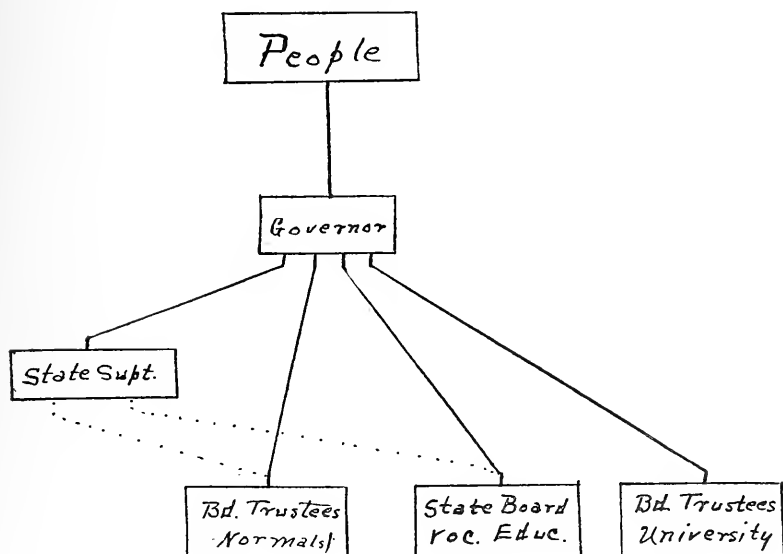 People
Governor
State Supt.
Bd. Trustees
Normals
State Board
Voc. Educ.
Bd. Trustees
University